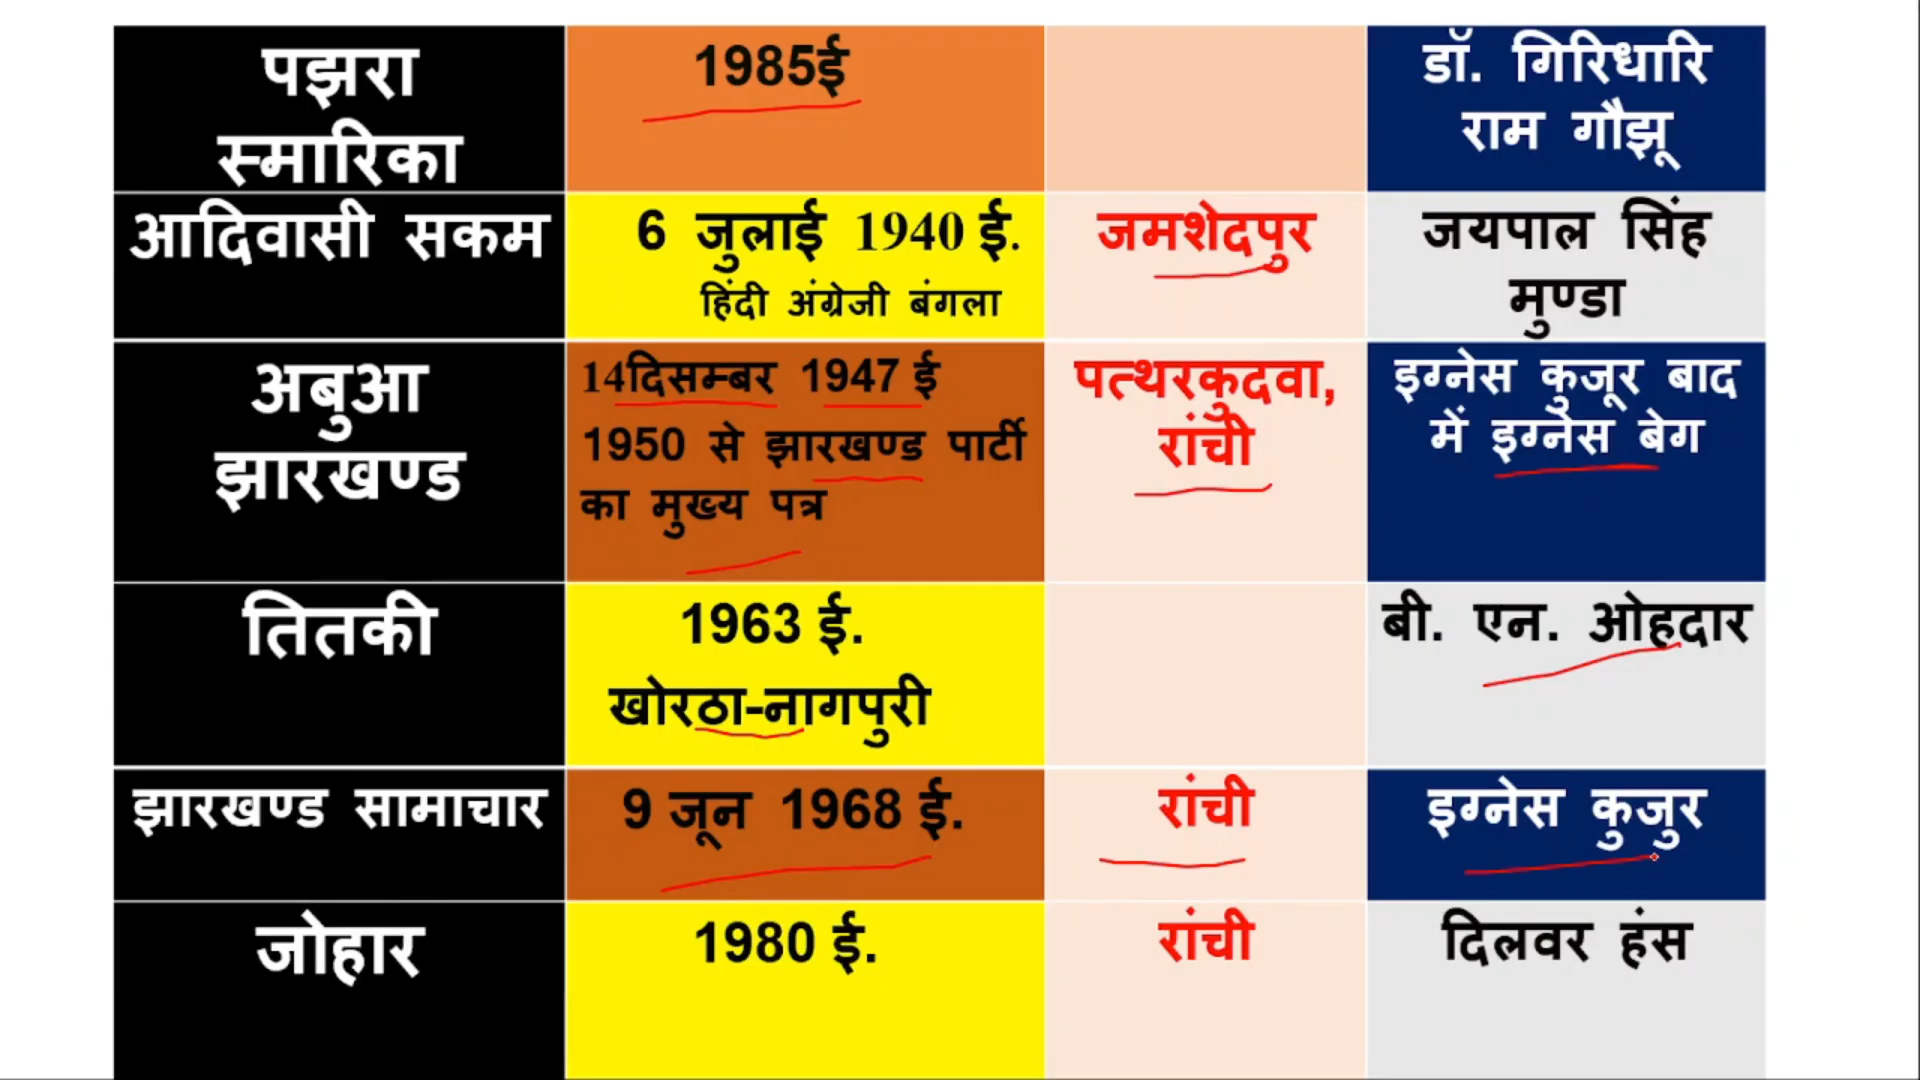 पझरा
स्मारिका
1985ई
डॉ. गिरिधारि
राम गौझू
आदिवासी सकम
6 जुलाई 1940 ई.
हिंदी अंग्रेजी बंगला
जमशेदपुर
जयपाल सिंह
मुण्डा
अबुआ
झारखण्ड
14दिसम्बर 1947 ई
1950 से झारखण्ड पार्टी
का मुख्य पत्र
पत्थरकुदवा,
रांची
इग्नेस कुजूर बाद
में इग्नेस बेग
तितकी
1963 ई.
खोरठा-नागपुरी
बी. एन. ओहदार
झारखण्ड सामाचार
9 जून 1968 ई.
रांची
इग्नेस कुजुर
जोहार
1980 ई.
रांची
दिलवर हंस